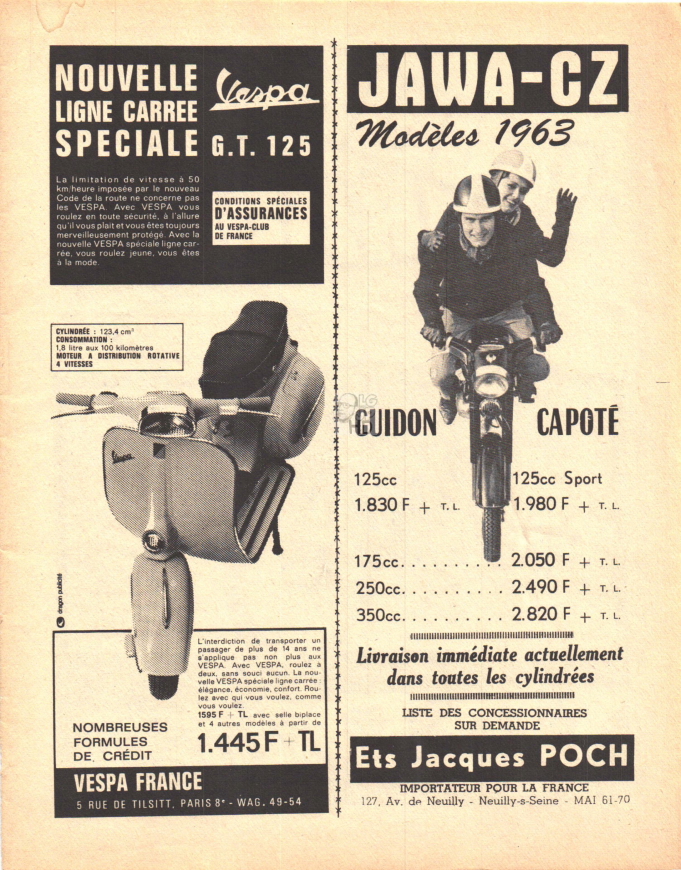 NOUVELLE
LIGNE CARREE
SPECIALE
Vespa
G.T. 125
La limitation de vitesse à 50
km/heure imposée par le nouveau
Code de la route ne concerne pas
les VESPA. Avec VESPA vous
roulez en toute sécurité, à l'allure
qu'il vous plait et vous êtes toujours
merveilleusement protégé. Avec la
nouvelle VESPA spéciale ligne car-
rée, vous roulez jeune, vous êtes
à la mode.
CONDITIONS SPÉCIALES
D'ASSURANCES
AU VESPA-CLUB
DE FRANCE
CYLINDRÉE : 123,4 cm³
CONSOMMATION :
1,8 litre aux 100 kilomètres
MOTEUR A DISTRIBUTION ROTATIVE
4 VITESSES
Vespa
dragon publicité
L'interdiction de transporter un
passager de plus de 14 ans ne
s'applique pas non plus aux
VESPA. Avec VESPA, roulez à
deux, sans souci aucun. La nou-
velle VESPA spéciale ligne carrée :
élégance, économie, confort. Rou-
lez avec qui vous voulez, comme
vous voulez.
1595 F + TL avec selle biplace
et 4 autres modèles à partir de
1.445 F + TL
NOMBREUSES
FORMULES
DE CRÉDIT
VESPA FRANCE
5 RUE DE TILSITT, PARIS 8e - WAG. 49-54
JAWA-CZ
Modèles 1963
GUIDON CAPOTÉ
125cc 125cc Sport
1.830 F + T. L. 1.980 F + T. L.
175cc.......... 2.050 F + T. L.
250cc.......... 2.490 F + T. L.
350cc.......... 2.820 F + T. L.
Livraison immédiate actuellement
dans toutes les cylindrées
LISTE DES CONCESSIONNAIRES
SUR DEMANDE
Ets Jacques POCH
IMPORTATEUR POUR LA FRANCE
127, Av. de Neuilly - Neuilly-s-Seine - MAI 61-70